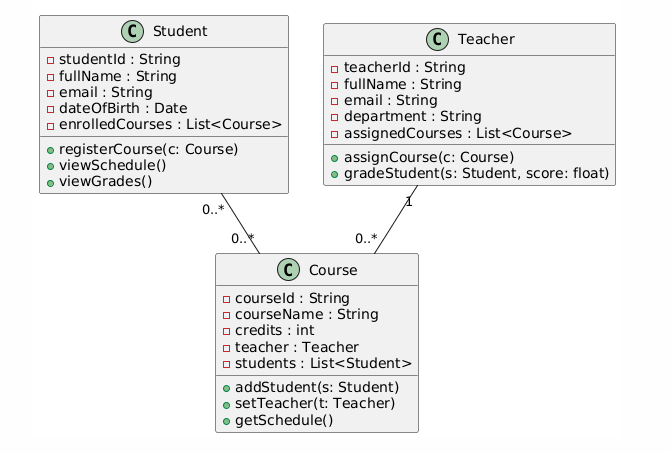 C Student
studentId : String
fullName : String
email : String
dateOfBirth : Date
enrolledCourses : List<Course>
registerCourse(c: Course)
viewSchedule()
viewGrades()
C Teacher
teacherId : String
fullName : String
email : String
department : String
assignedCourses : List<Course>
assignCourse(c: Course)
gradeStudent(s: Student, score: float)
0..*
1
0..*
0..*
C Course
courseId : String
courseName : String
credits : int
teacher : Teacher
students : List<Student>
addStudent(s: Student)
setTeacher(t: Teacher)
getSchedule()